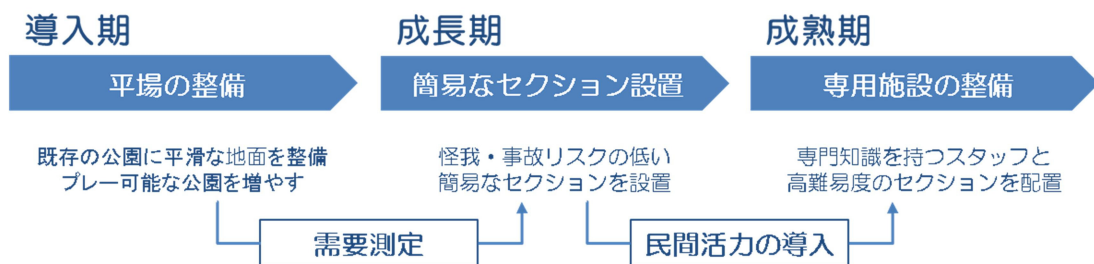 導入期
平場の整備
既存の公園に平滑な地面を整備
プレー可能な公園を増やす
需要測定
成長期
簡易なセクション設置
怪我・事故リスクの低い
簡易なセクションを設置
民間活力の導入
成熟期
専用施設の整備
専門知識を持つスタッフと
高難易度のセクションを配置